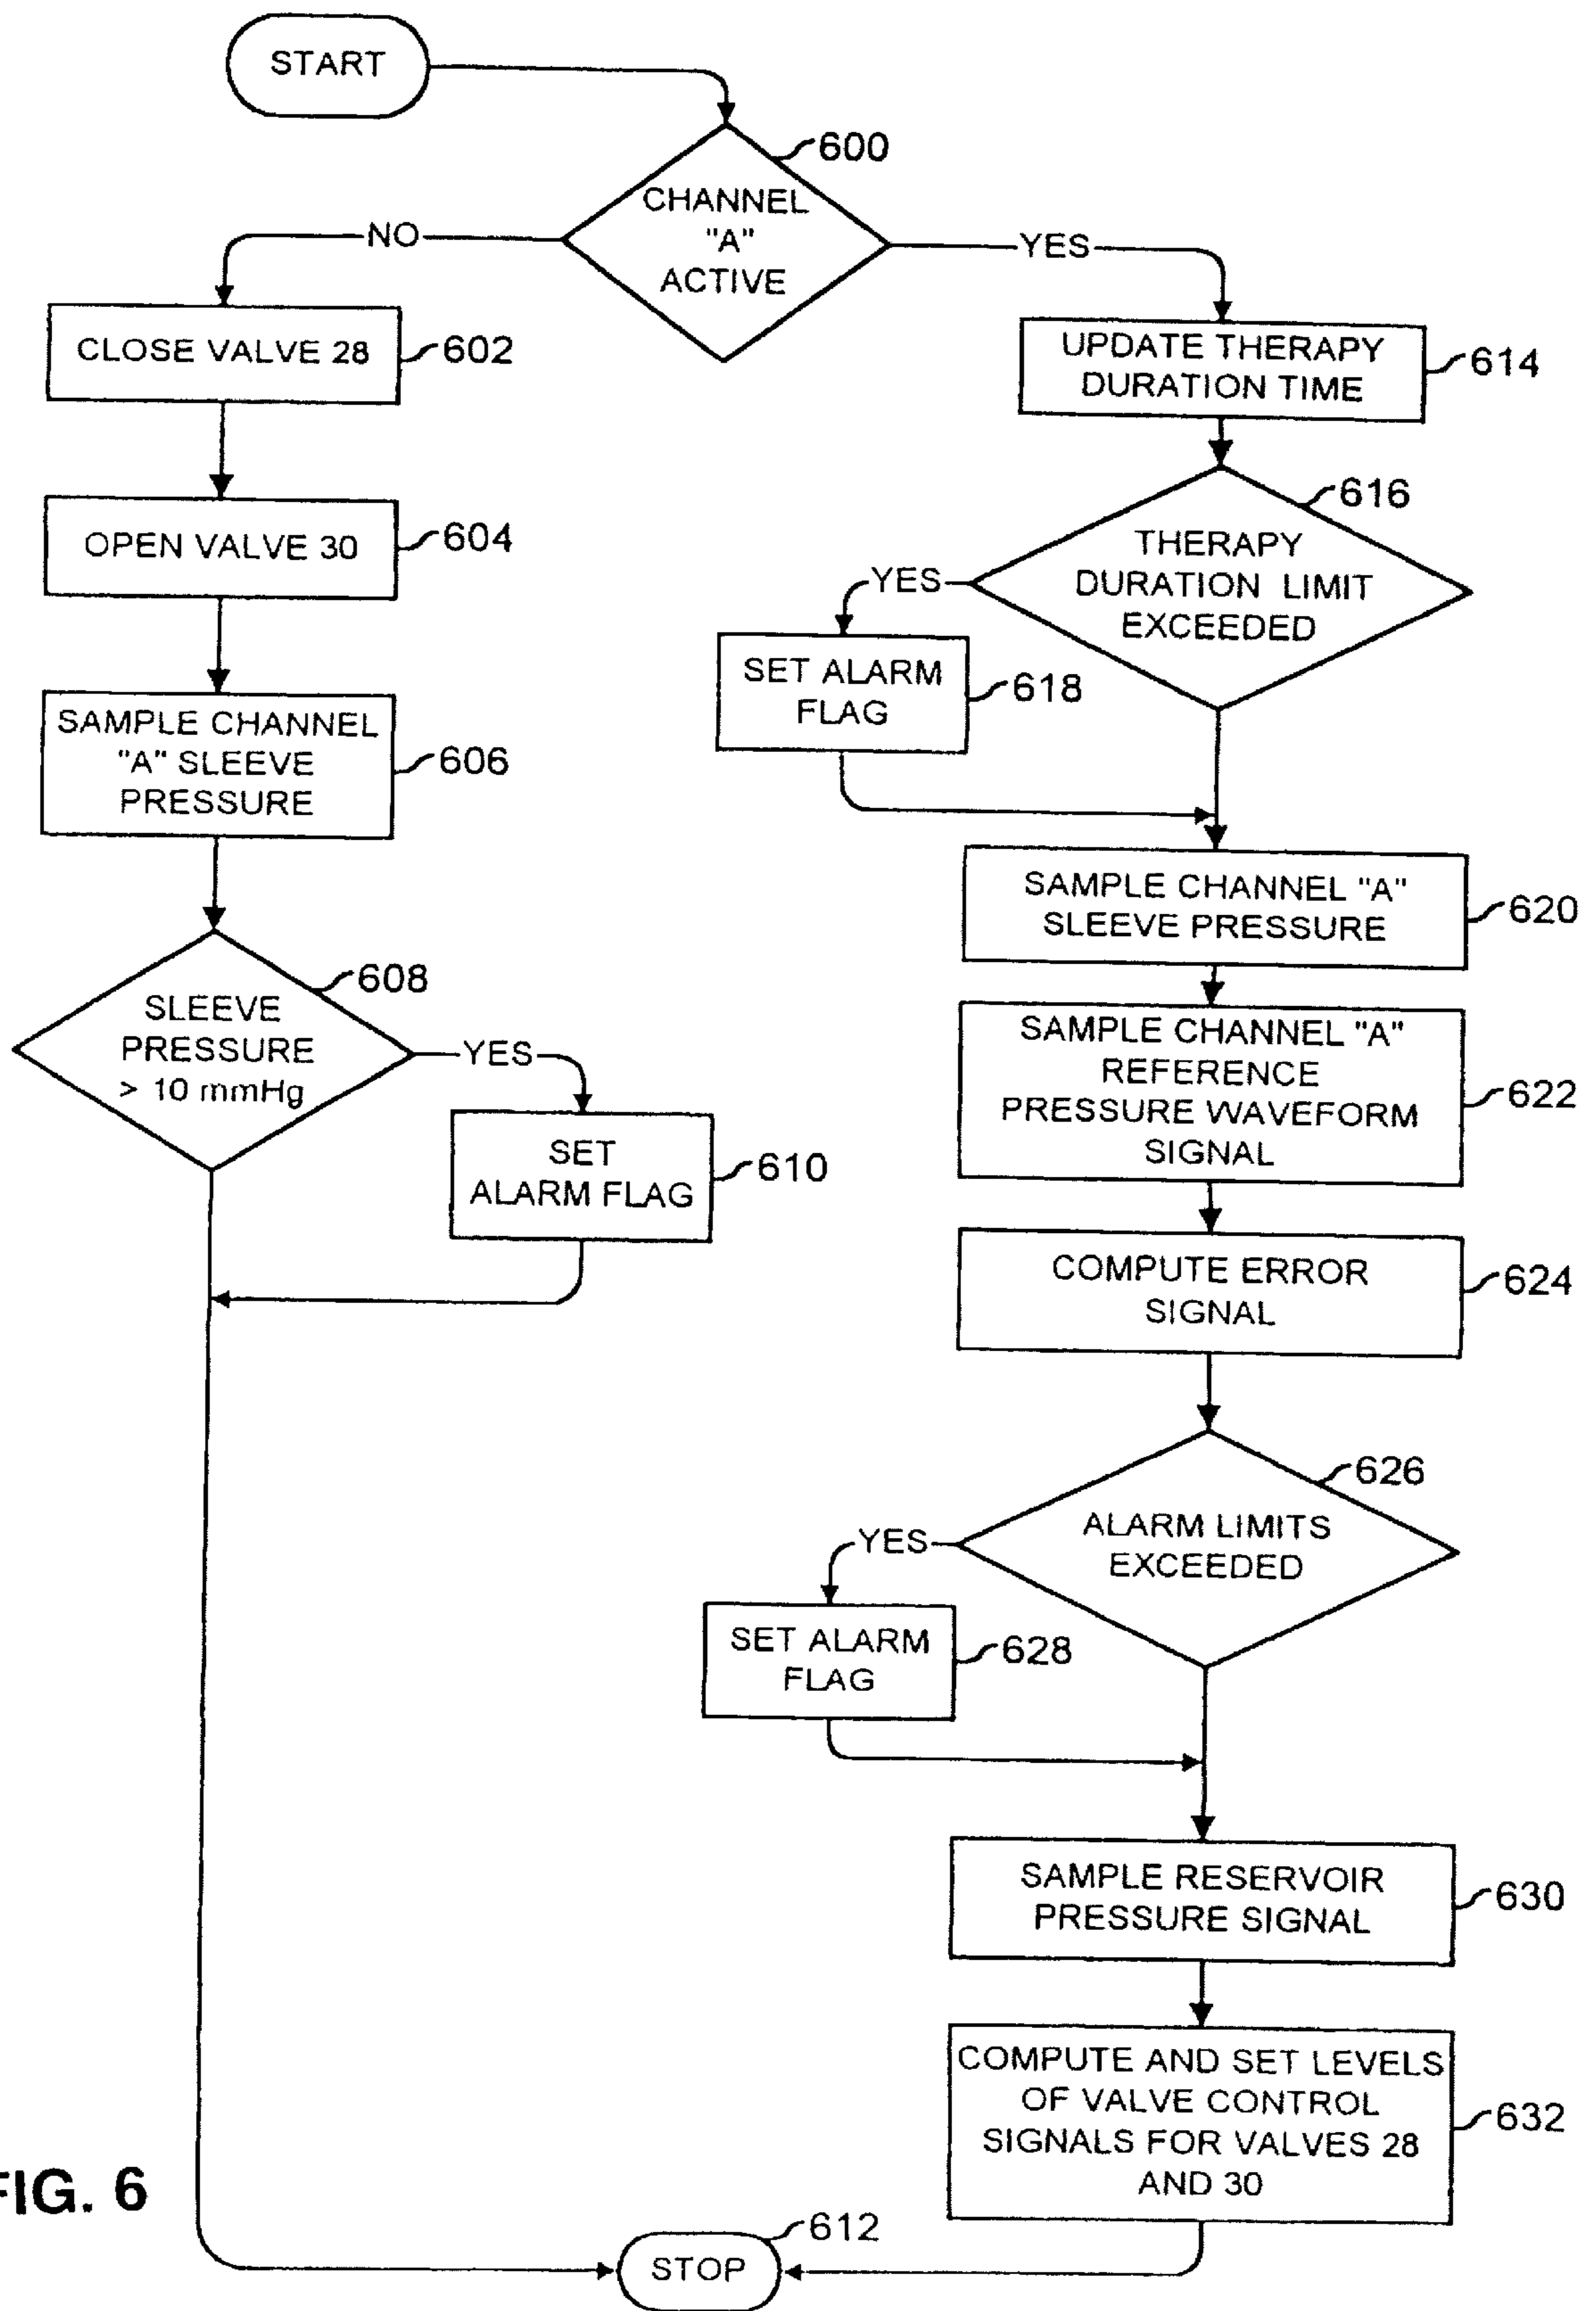 START
600
CHANNEL
"A"
ACTIVE
NO
YES
CLOSE VALVE 28
602
UPDATE THERAPY
DURATION TIME
614
OPEN VALVE 30
604
616
THERAPY
DURATION LIMIT
EXCEEDED
YES
SET ALARM
FLAG
618
SAMPLE CHANNEL
"A" SLEEVE
PRESSURE
606
SAMPLE CHANNEL "A"
SLEEVE PRESSURE
620
608
SLEEVE
PRESSURE
> 10 mmHg
YES
SET
ALARM FLAG
610
SAMPLE CHANNEL "A"
REFERENCE
PRESSURE WAVEFORM
SIGNAL
622
COMPUTE ERROR
SIGNAL
624
626
ALARM LIMITS
EXCEEDED
YES
SET ALARM
FLAG
628
SAMPLE RESERVOIR
PRESSURE SIGNAL
630
COMPUTE AND SET LEVELS
OF VALVE CONTROL
SIGNALS FOR VALVES 28
AND 30
632
FIG. 6
612
STOP